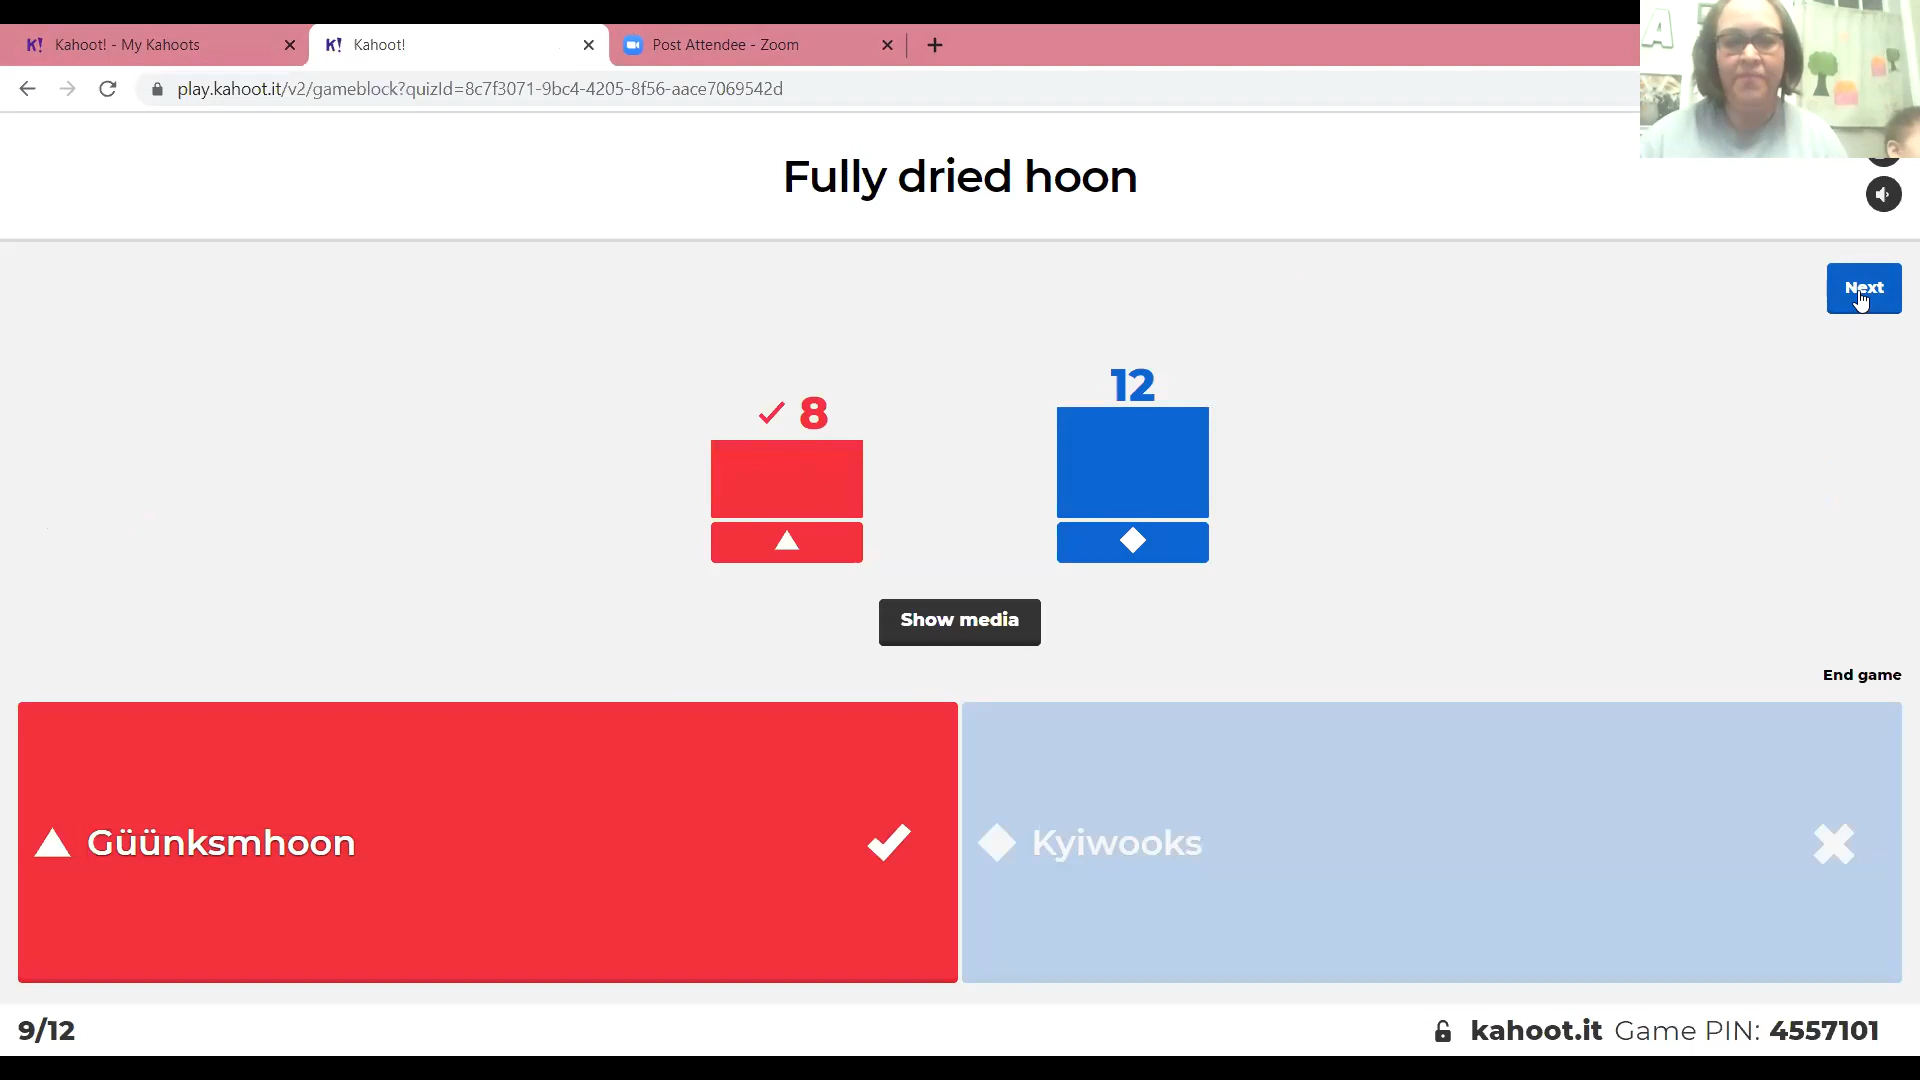 K! Kahoot! - My Kahoots
K! Kahoot!
Post Attendee - Zoom
play.kahoot.it/v2/gameblock?quizId=8c7f3071-9bc4-4205-8f56-aace7069542d
A
Fully dried hoon
Next
8
12
Show media
End game
Güünksmhoon
Kyiwooks
9/12
kahoot.it Game PIN: 4557101